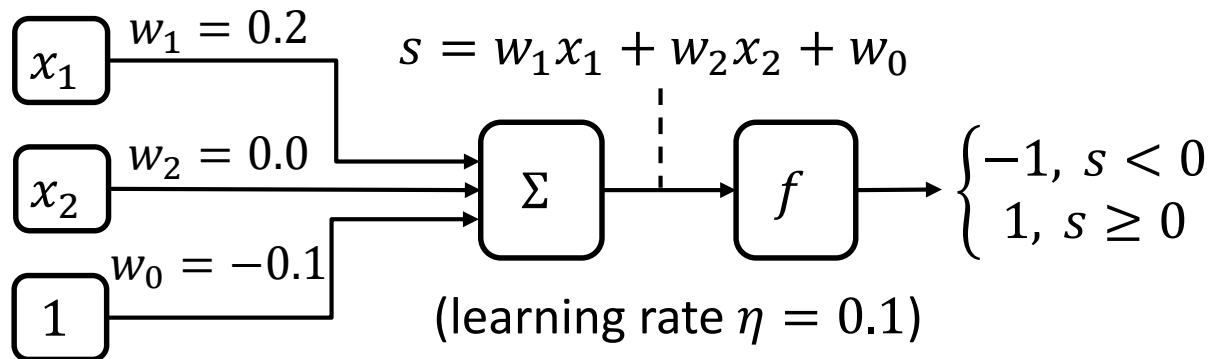 w₁ = 0.2
x₁
s = w₁x₁ + w₂x₂ + w₀
w₂ = 0.0
x₂
Σ
f
{−1, s < 0
1, s ≥ 0
w₀ = −0.1
1
(learning rate η = 0.1)